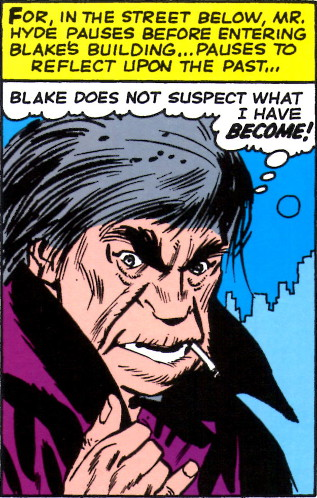 FOR, IN THE STREET BELOW, MR.
HYDE PAUSES BEFORE ENTERING
BLAKE'S BUILDING...PAUSES TO
REFLECT UPON THE PAST...
BLAKE DOES NOT SUSPECT WHAT
I HAVE
BECOME!